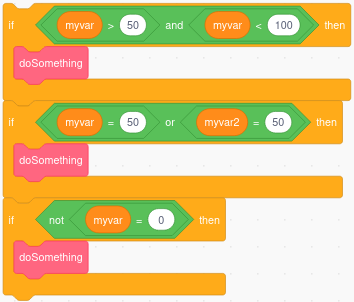 if myvar > 50 and myvar < 100 then
doSomething
if myvar = 50 or myvar2 = 50 then
doSomething
if not myvar = 0 then
doSomething